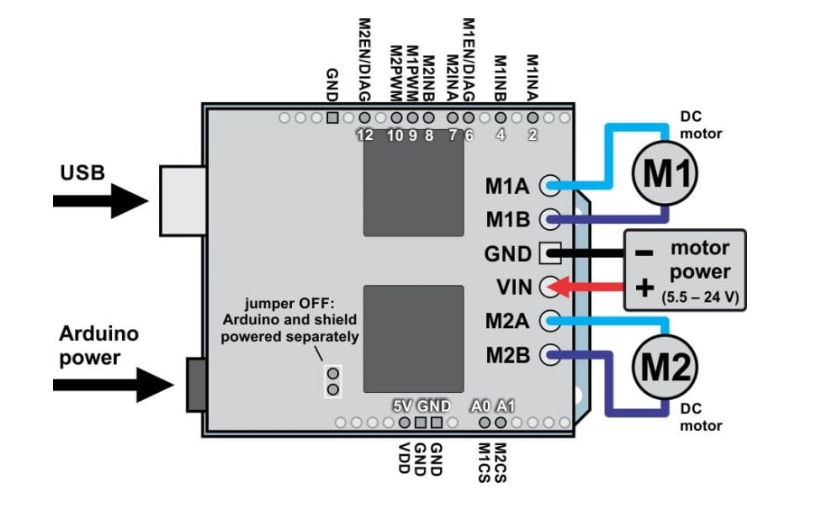 GND
M2EN/DIAG
M2PWM
M1PWM
M2INB
M2INA
M1EN/DIAG
M1INB
M1INA
12 10 9 8 7 6 4 2
USB
Arduino
power
jumper OFF:
Arduino and shield
powered separately
M1A
M1B
GND
VIN
M2A
M2B
DC
motor
M1
– motor
+ power
(5.5 – 24 V)
M2
DC
motor
5V GND A0 A1
VDD
GND
GND
M1CS
M2CS